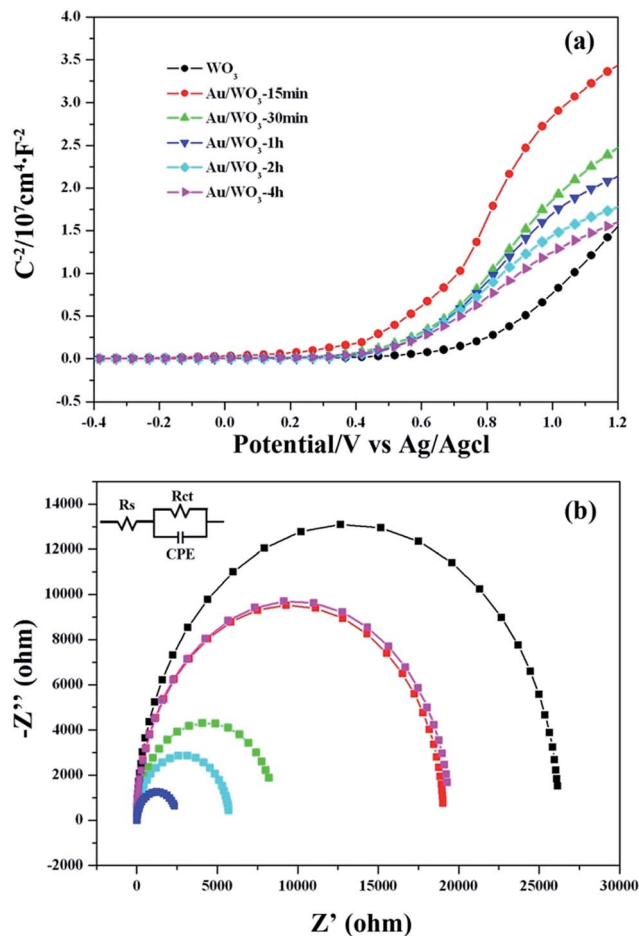 (a)
4.0
3.5
3.0
2.5
2.0
1.5
1.0
0.5
0.0
-0.5
C⁻²/10⁷cm⁴·F⁻²
WO₃
Au/WO₃-15min
Au/WO₃-30min
Au/WO₃-1h
Au/WO₃-2h
Au/WO₃-4h
-0.4 -0.2 0.0 0.2 0.4 0.6 0.8 1.0 1.2
Potential/V vs Ag/Agcl
(b)
14000
12000
10000
8000
6000
4000
2000
0
-2000
-Z’’ (ohm)
Rs
Rct
CPE
0 5000 10000 15000 20000 25000 30000
Z’ (ohm)